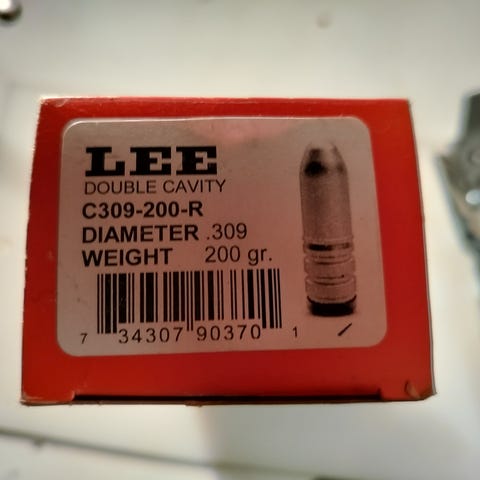 LEE
DOUBLE CAVITY
C309-200-R
DIAMETER .309
WEIGHT 200 gr.
7 34307 90370 1